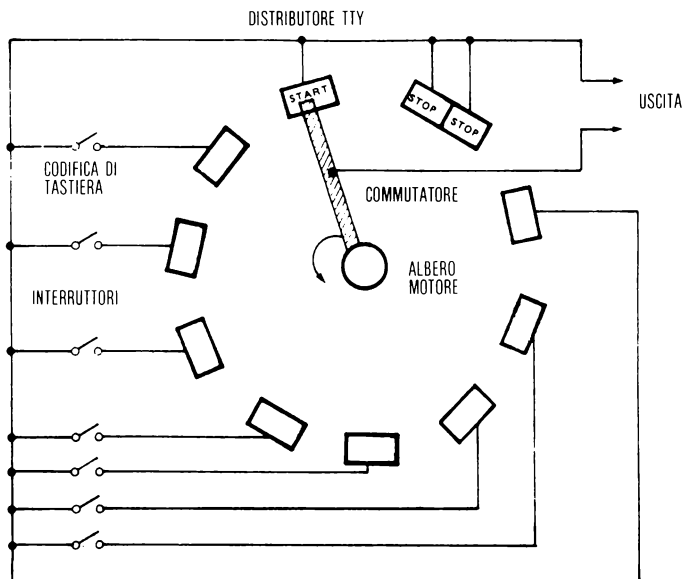 DISTRIBUTORE TTY
START
STOP
STOP
USCITA
CODIFICA DI
TASTIERA
COMMUTATORE
ALBERO
MOTORE
INTERRUTTORI